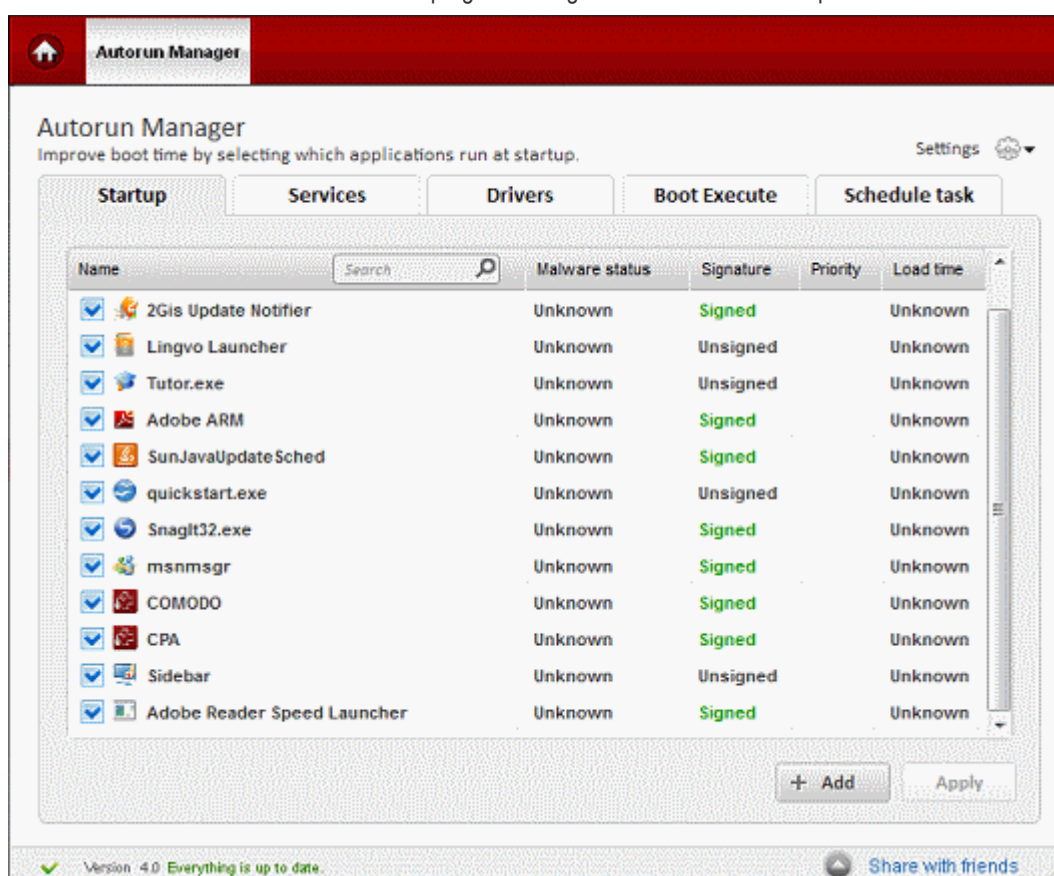 Autorun Manager
Autorun Manager
Improve boot time by selecting which applications run at startup.
Settings
Startup Services Drivers Boot Execute Schedule task
Name Search Malware status Signature Priority Load time
2Gis Update Notifier Unknown Signed Unknown
Lingvo Launcher Unknown Unsigned Unknown
Tutor.exe Unknown Unsigned Unknown
Adobe ARM Unknown Signed Unknown
SunJavaUpdateSched Unknown Signed Unknown
quickstart.exe Unknown Unsigned Unknown
SnagIt32.exe Unknown Signed Unknown
msnmsgr Unknown Signed Unknown
COMODO Unknown Signed Unknown
CPA Unknown Signed Unknown
Sidebar Unknown Unsigned Unknown
Adobe Reader Speed Launcher Unknown Signed Unknown
+ Add Apply
Version 4.0 Everything is up to date.
Share with friends